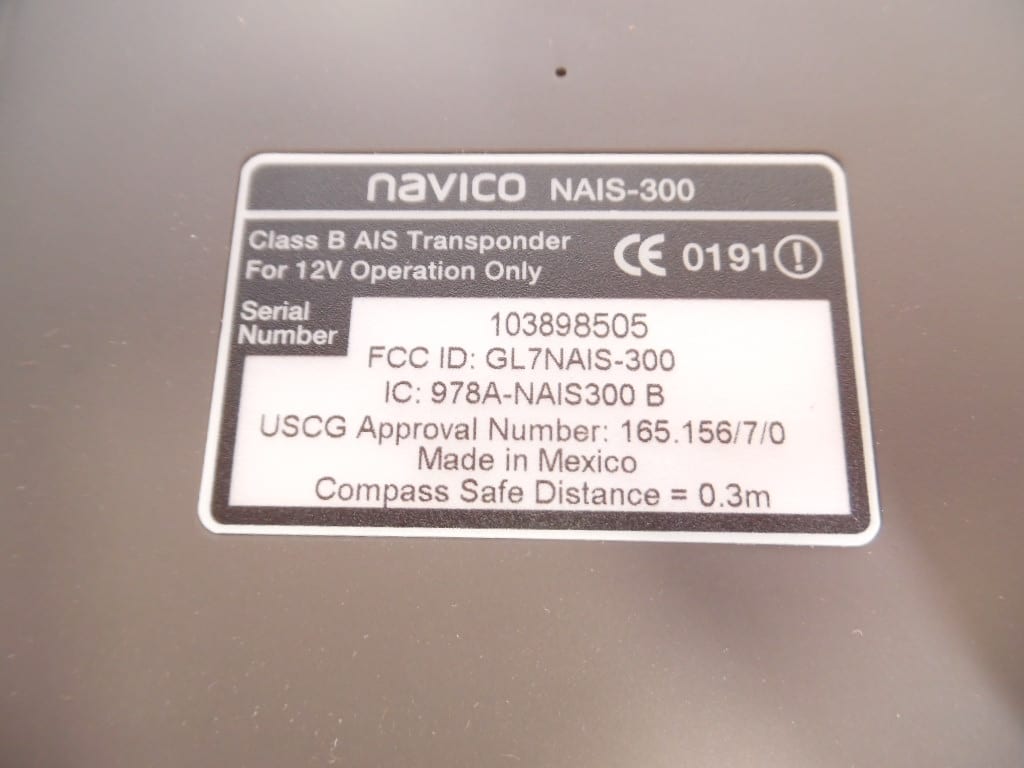 navico NAIS-300
Class B AIS Transponder
For 12V Operation Only
CE 0191 !
Serial
Number
103898505
FCC ID: GL7NAIS-300
IC: 978A-NAIS300 B
USCG Approval Number: 165.156/7/0
Made in Mexico
Compass Safe Distance = 0.3m